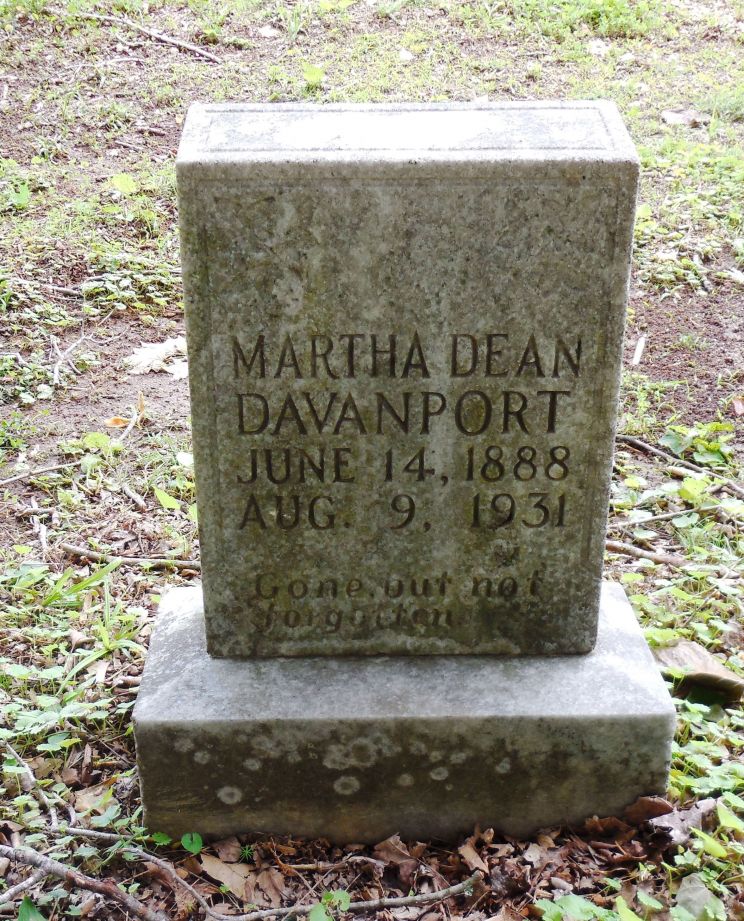 MARTHA DEAN
DAVANPORT
JUNE 14, 1888
AUG. 9, 1931
Gone, but not
forgotten